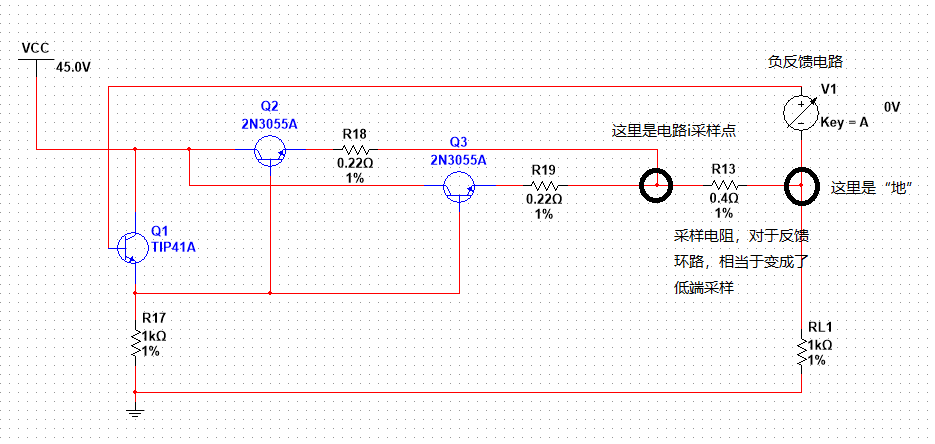 VCC
45.0V
负反馈电路
V1
0V
Key = A
Q2
2N3055A
R18
0.22Ω
1%
这里是电路i采样点
Q3
2N3055A
R19
0.22Ω
1%
R13
0.4Ω
1%
这里是“地”
Q1
TIP41A
采样电阻，对于反馈
环路，相当于变成了
低端采样
R17
1kΩ
1%
RL1
1kΩ
1%